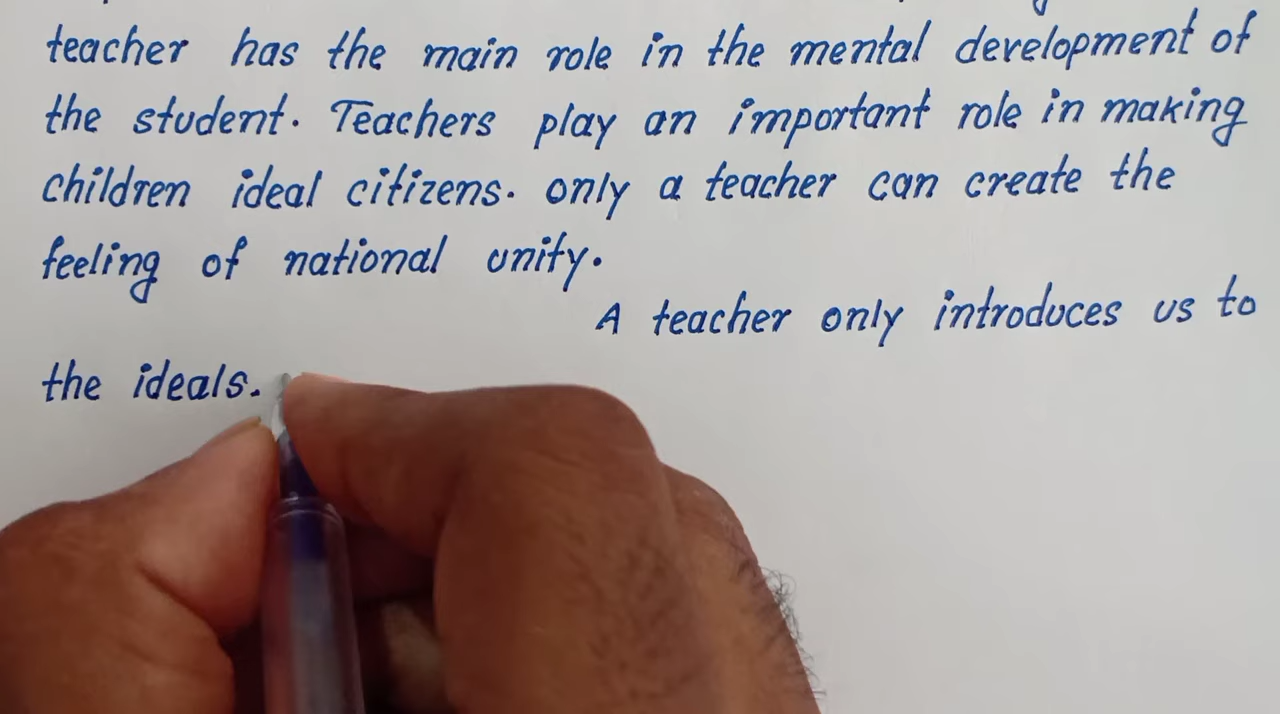 teacher has the main role in the mental development of
the student. Teachers play an important role in making
children ideal citizens. only a teacher can create the
feeling of national unity.
A teacher only introduces us to
the ideals.